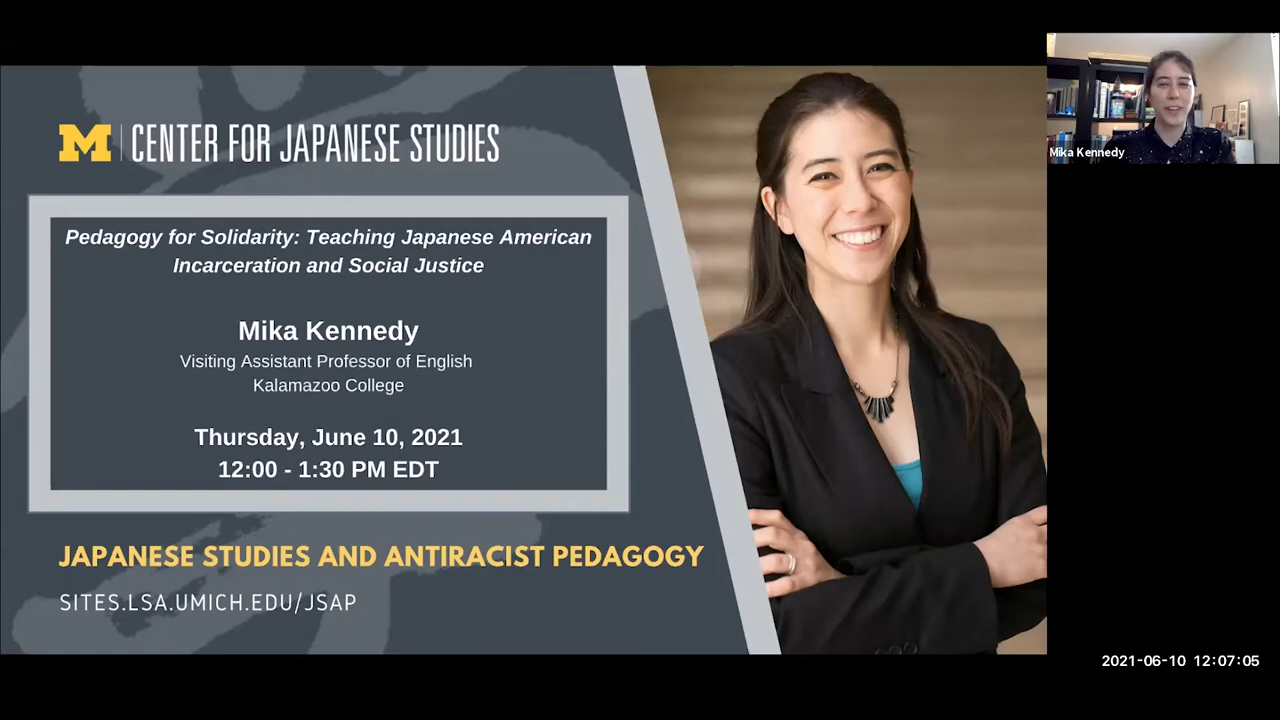 M | CENTER FOR JAPANESE STUDIES
Pedagogy for Solidarity: Teaching Japanese American
Incarceration and Social Justice
Mika Kennedy
Visiting Assistant Professor of English
Kalamazoo College
Thursday, June 10, 2021
12:00 - 1:30 PM EDT
JAPANESE STUDIES AND ANTIRACIST PEDAGOGY
SITES.LSA.UMICH.EDU/JSAP
Mika Kennedy
2021-06-10 12:07:05